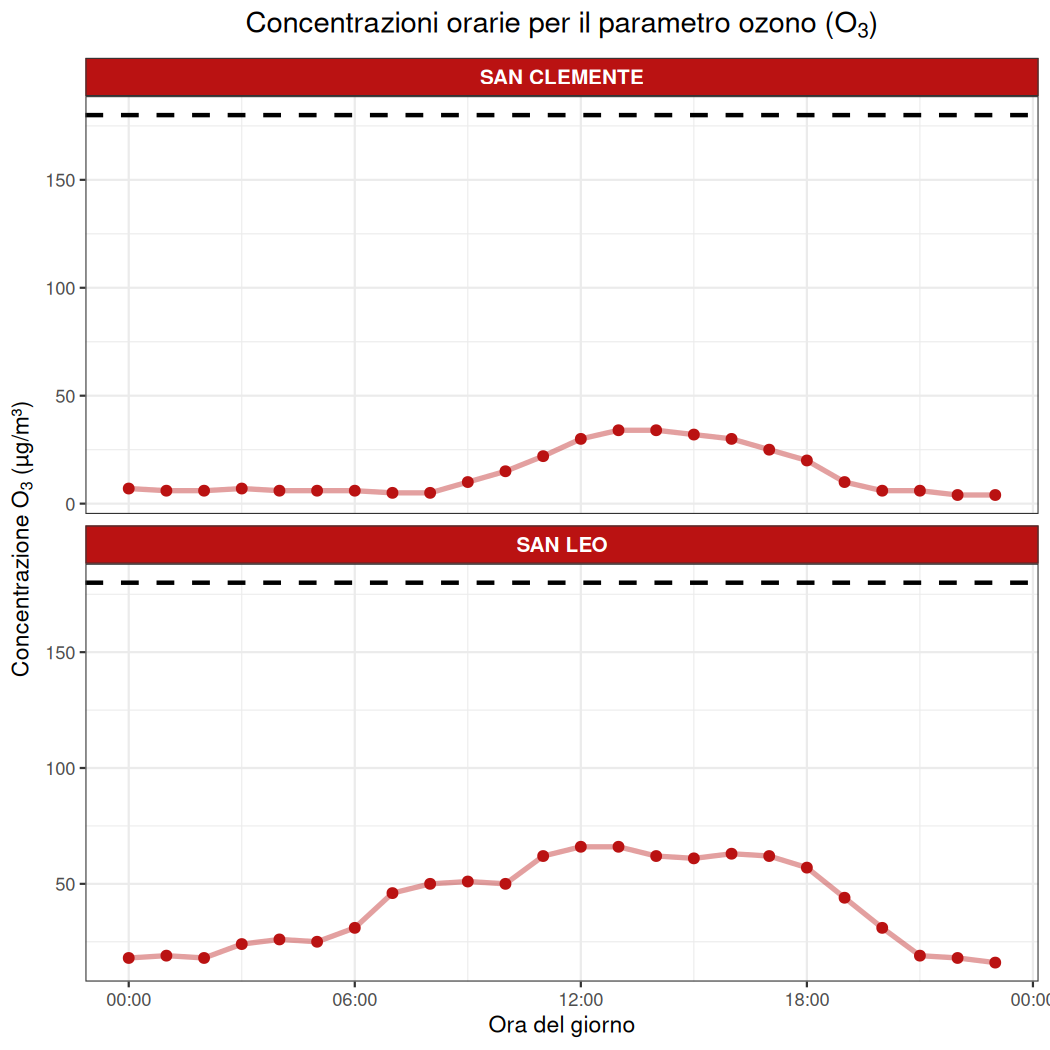 Concentrazioni orarie per il parametro ozono (O₃)
SAN CLEMENTE
150
100
50
0
Concentrazione O₃ (µg/m³)
SAN LEO
150
100
50
00:00
06:00
12:00
18:00
00:0
Ora del giorno